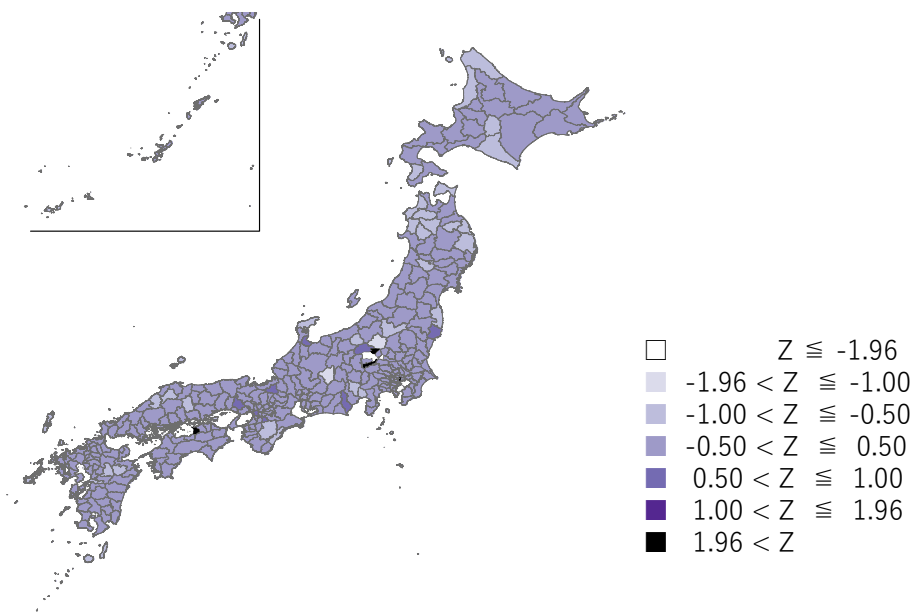 Z ≦ -1.96
-1.96 < Z ≦ -1.00
-1.00 < Z ≦ -0.50
-0.50 < Z ≦ 0.50
0.50 < Z ≦ 1.00
1.00 < Z ≦ 1.96
1.96 < Z